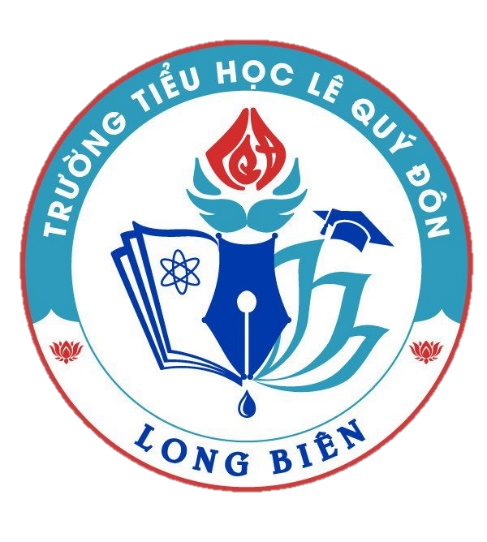 TRƯỜNG TIỂU HỌC LÊ QUÝ ĐÔN
LONG BIÊN